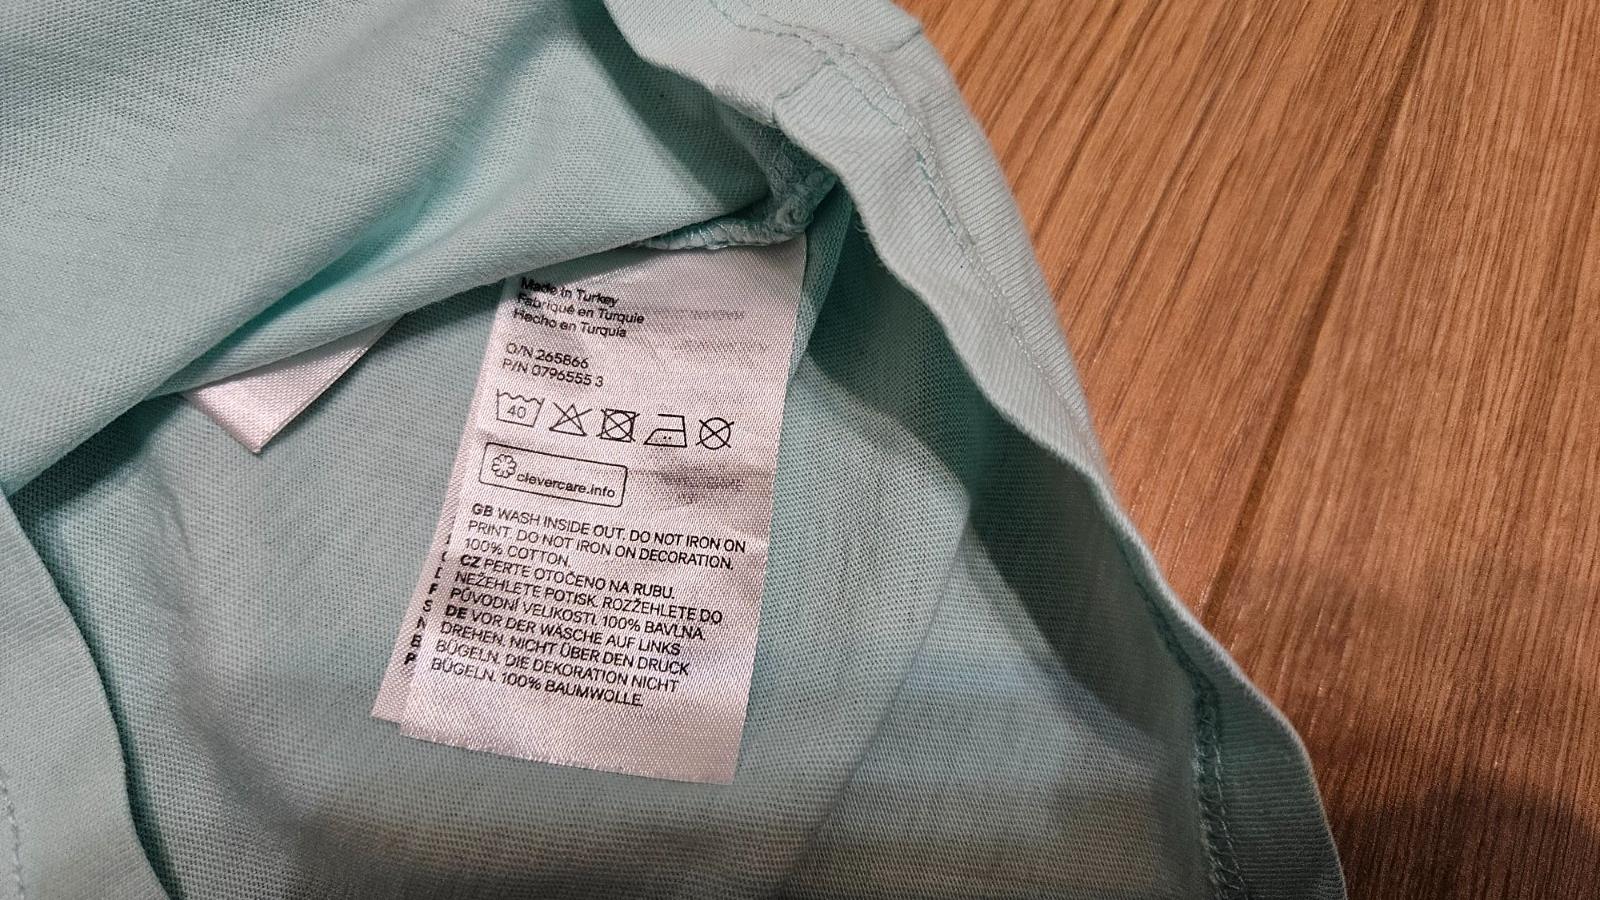 Made in Turkey
Fabriqué en Turquie
Hecho en Turquía
O/N 265866
P/N 0796555 3
40
clevercare.info
GB WASH INSIDE OUT. DO NOT IRON ON
PRINT. DO NOT IRON ON DECORATION.
100% COTTON.
CZ PERTE OTOČENO NA RUBU.
NEŽEHLETE POTISK. ROZŽEHLETE DO
PŮVODNÍ VELIKOSTI. 100% BAVLNA.
DE VOR DER WÄSCHE AUF LINKS
DREHEN. NICHT ÜBER DEN DRUCK
BÜGELN. DIE DEKORATION NICHT
BÜGELN. 100% BAUMWOLLE.